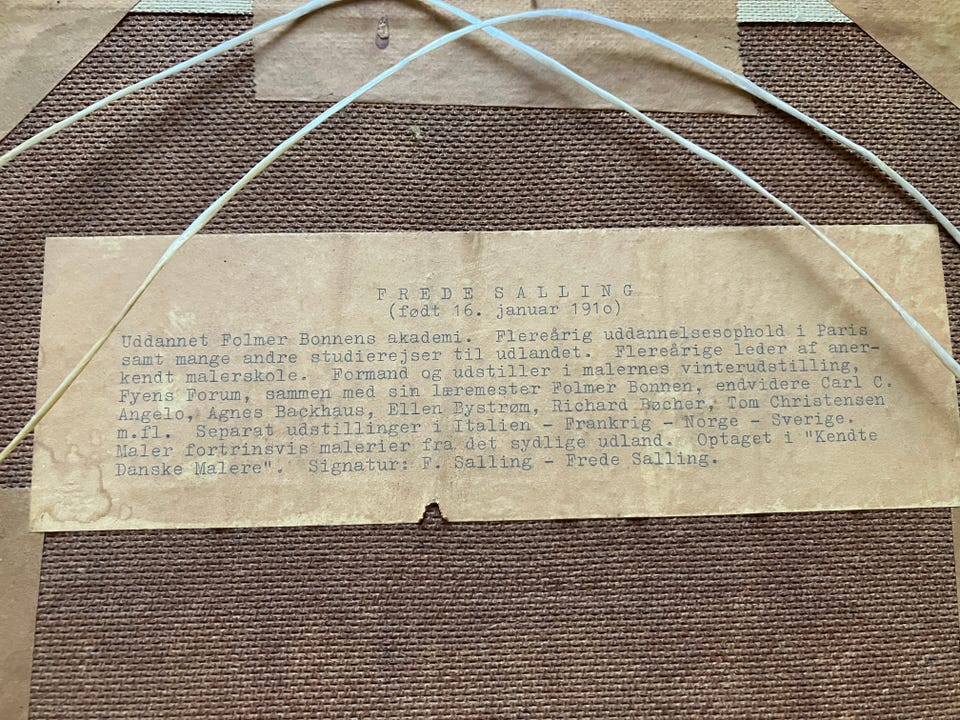 F R E D E  S A L L I N G
(født 16. januar 191o)
Uddannet Folmer Bonnens akademi.  Flereårig uddannelsesophold i Paris
samt mange andre studierejser til udlandet.  Flereårige leder af aner-
kendt malerskole.  Formand og udstiller i malernes vinterudstilling,
Fyens Forum, sammen med sin læremester Folmer Bonnen, endvidere Carl C.
Angelo, Agnes Backhaus, Ellen Bystrøm, Richard Bøcher, Tom Christensen
m.fl.  Separat udstillinger i Italien - Frankrig - Norge - Sverige.
Maler fortrinsvis malerier fra det sydlige udland.  Optaget i "Kendte
Danske Malere".  Signatur: F. Salling - Frede Salling.